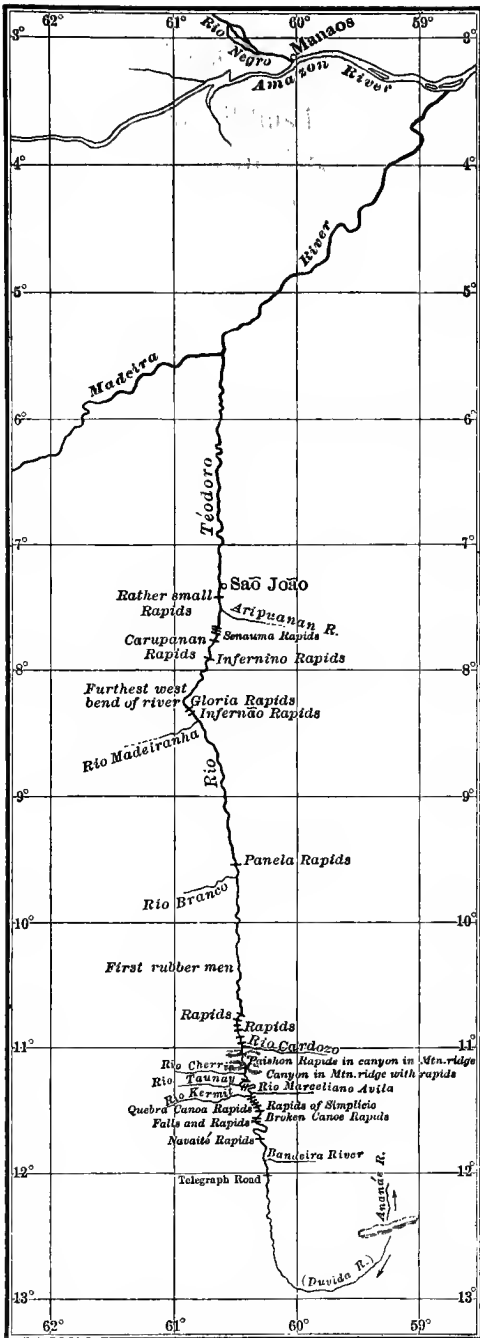 62° 61° 60° 59°
Rio
Negro
Manaos
3° 3°
Amazon River
4° 4°
River
5° 5°
Madeira
6° 6°
Téodoro
7° 7°
Saõ Joaõ
Rather small
Rapids
Aripuanan R.
Senauma Rapids
Carupanan
Rapids
Infernino Rapids
8° 8°
Furthest west
bend of river
Gloria Rapids
Infernão Rapids
Rio Madeiranha
Rio
9° 9°
Panela Rapids
Rio Branco
10° 10°
First rubber men
Rapids
Rapids
11° 11°
Rio Cardozo
Paishon Rapids in canyon in Mtn. ridge
Rio Cherrie
Canyon in Mtn. ridge with rapids
Rio Taunay
Rio Marceliano Avila
Rio Kermit
Quebra Canoa Rapids
Rapids of Simplicio
Falls and Rapids
Broken Canoe Rapids
Navaité Rapids
Bandeira River
12° 12°
Telegraph Road
Ananás R.
(Duvida R.)
13° 13°
62° 61° 60° 59°